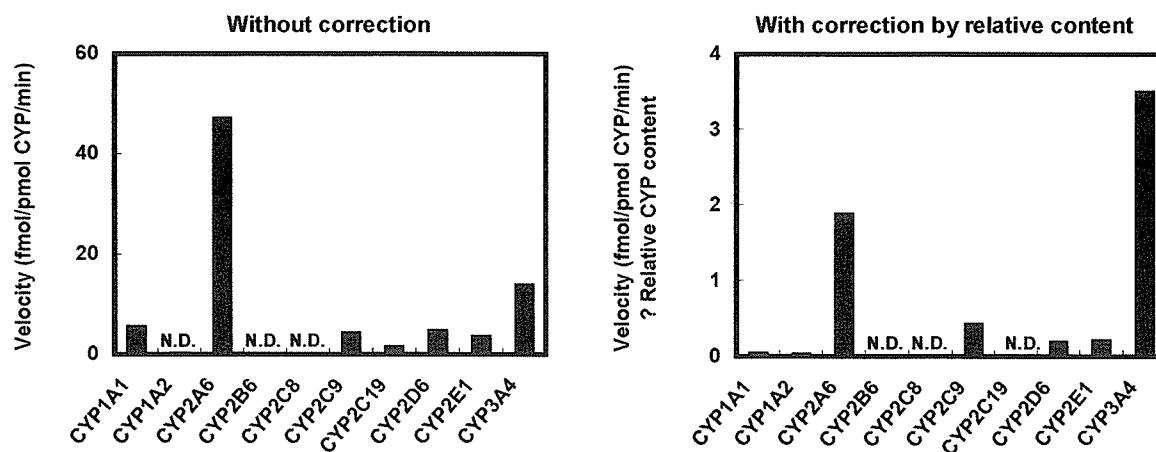 Without correction
Velocity (fmol/pmol CYP/min)
60
40
20
0
N.D.
N.D.
N.D.
CYP1A1
CYP1A2
CYP2A6
CYP2B6
CYP2C8
CYP2C9
CYP2C19
CYP2D6
CYP2E1
CYP3A4
With correction by relative content
Velocity (fmol/pmol CYP/min)
? Relative CYP content
4
3
2
1
0
N.D.
N.D.
N.D.
CYP1A1
CYP1A2
CYP2A6
CYP2B6
CYP2C8
CYP2C9
CYP2C19
CYP2D6
CYP2E1
CYP3A4